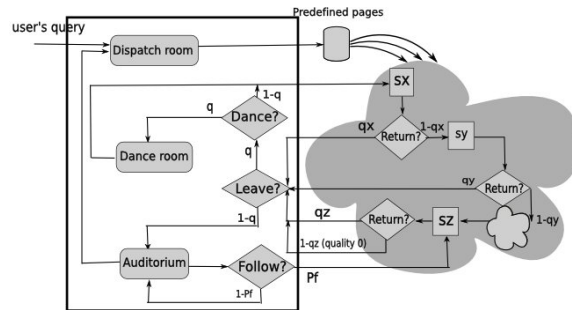 Predefined pages
user's query
Dispatch room
sx
1-q
q
Dance?
qx
Return?
1-qx
sy
Dance room
q
Leave?
qy
Return?
1-q
qz
Return?
sz
1-qy
1-qz (quality 0)
Auditorium
Follow?
Pf
1-Pf